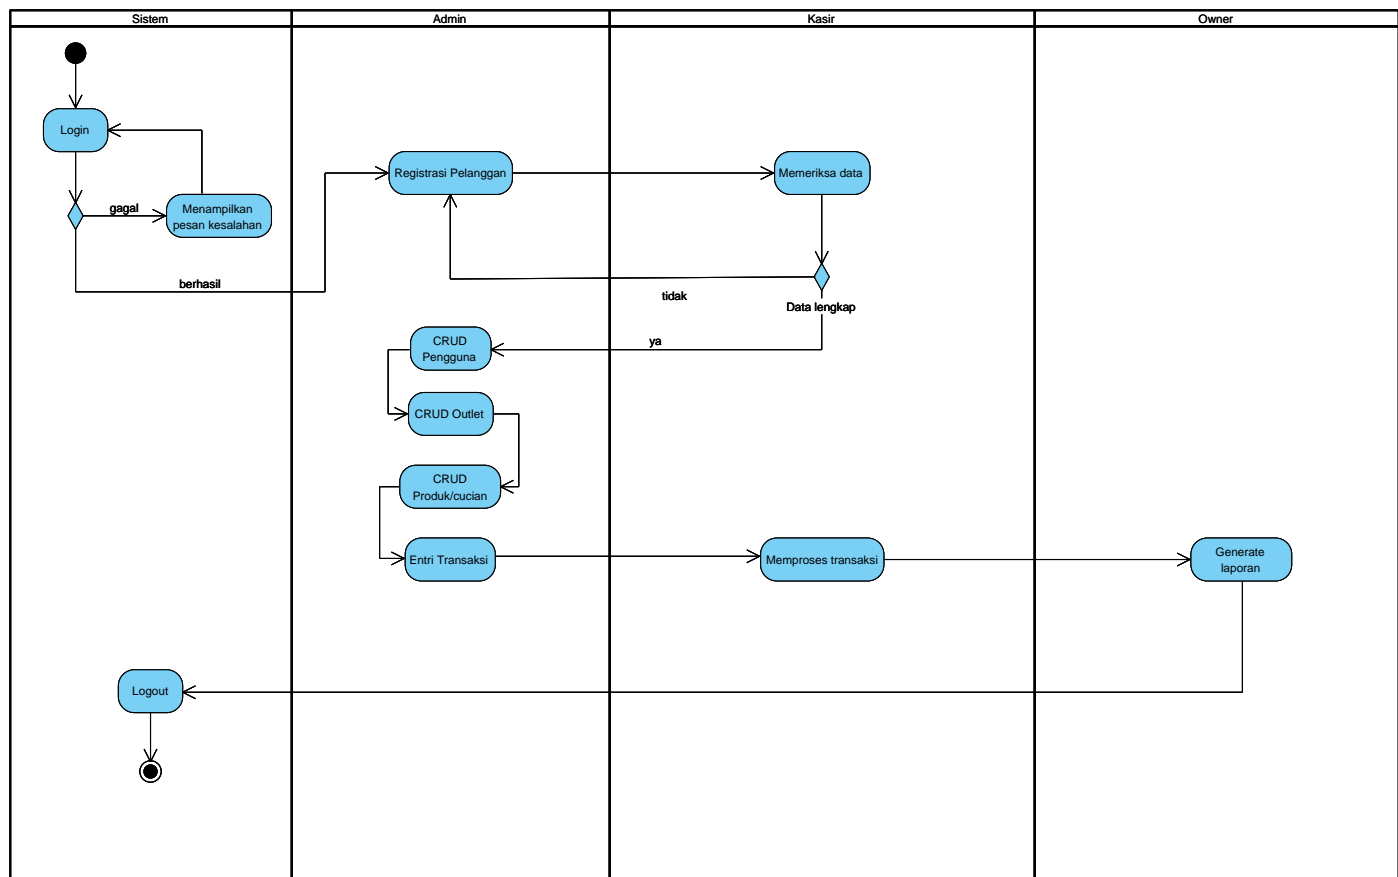 Sistem
Admin
Kasir
Owner
Login
Menampilkan
pesan kesalahan
gagal
berhasil
Registrasi Pelanggan
Memeriksa data
tidak
Data lengkap
ya
CRUD
Pengguna
CRUD Outlet
CRUD
Produk/cucian
Entri Transaksi
Memproses transaksi
Generate
laporan
Logout